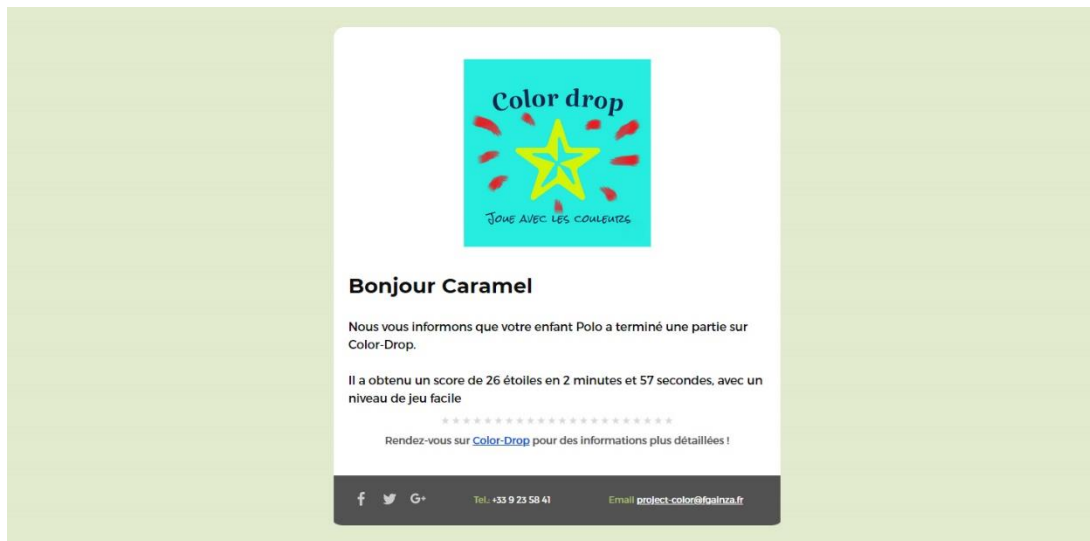 Color drop
Joue avec les couleurs
Bonjour Caramel
Nous vous informons que votre enfant Polo a terminé une partie sur
Color-Drop.
Il a obtenu un score de 26 étoiles en 2 minutes et 57 secondes, avec un
niveau de jeu facile
Rendez-vous sur Color-Drop pour des informations plus détaillées !
f G+ Tel.: +33 9 23 58 41 Email project-color@fgainza.fr